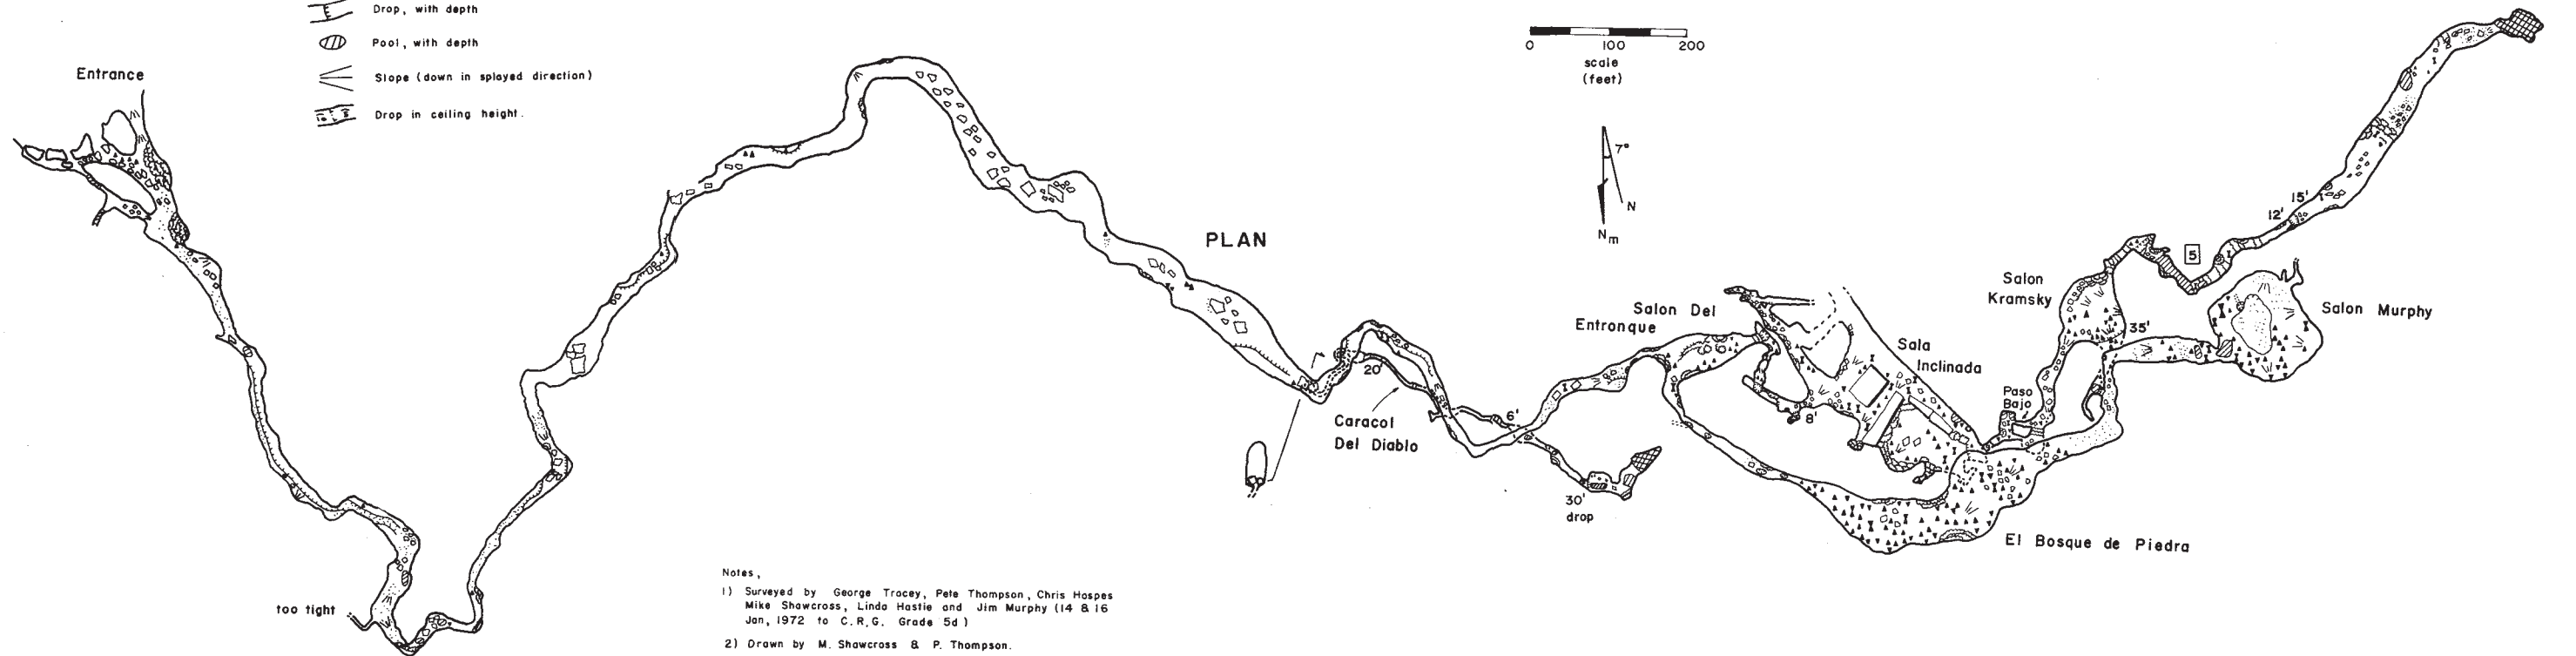 Drop, with depth
Pool, with depth
Slope (down in splayed direction)
Drop in ceiling height.
Entrance
0 100 200
scale
(feet)
7°
N
Nm
PLAN
15'
12'
5
Salon
Kramsky
Salon Murphy
35'
Salon Del
Entronque
Sala
Inclinada
Paso
Bajo
20'
Caracol
Del Diablo
6'
8'
30'
drop
El Bosque de Piedra
too tight
Notes,
1) Surveyed by George Tracey, Pete Thompson, Chris Hospes
Mike Shawcross, Linda Hastie and Jim Murphy (14 & 16
Jan, 1972 to C.R.G. Grade 5d)
2) Drawn by M. Shawcross & P. Thompson.